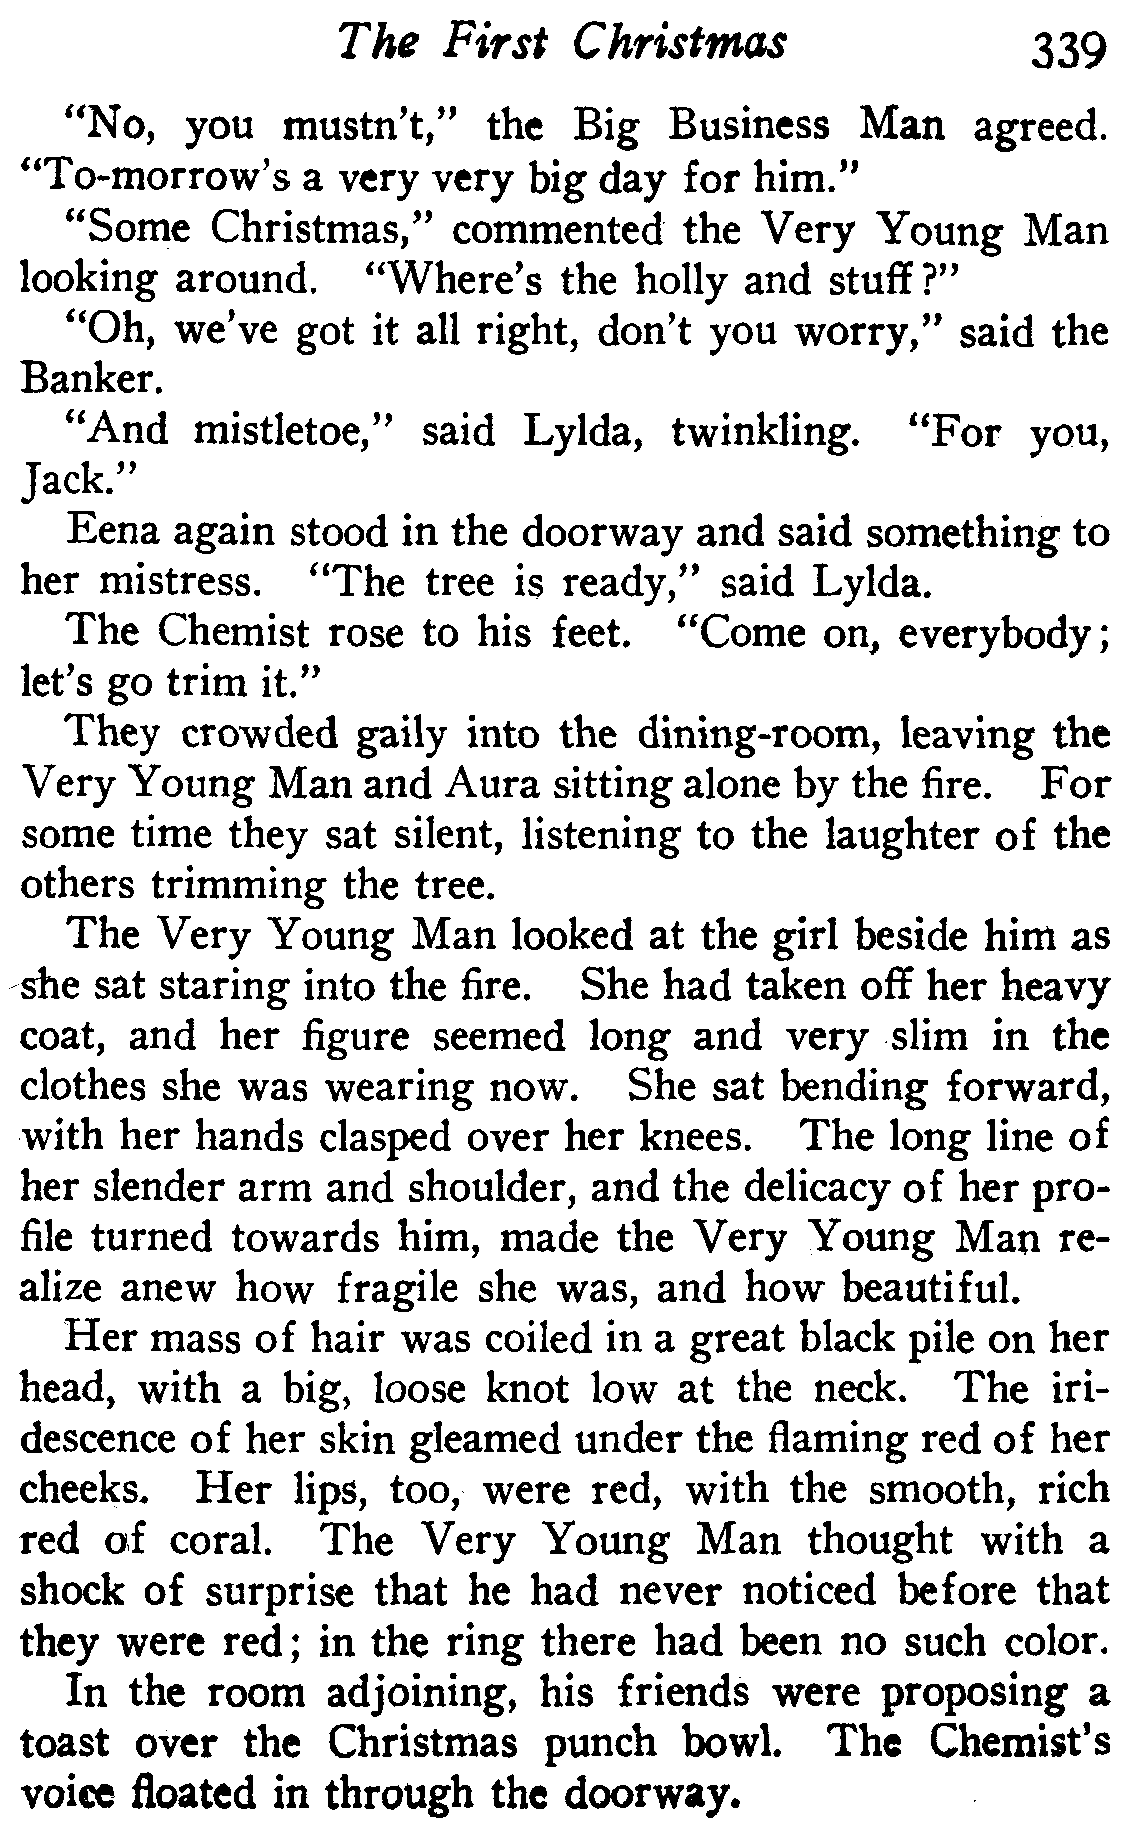 The First Christmas 339
"No, you mustn't," the Big Business Man agreed.
"To-morrow's a very very big day for him."
"Some Christmas," commented the Very Young Man
looking around. "Where's the holly and stuff?"
"Oh, we've got it all right, don't you worry," said the
Banker.
"And mistletoe," said Lylda, twinkling. "For you,
Jack."
Eena again stood in the doorway and said something to
her mistress. "The tree is ready," said Lylda.
The Chemist rose to his feet. "Come on, everybody;
let's go trim it."
They crowded gaily into the dining-room, leaving the
Very Young Man and Aura sitting alone by the fire. For
some time they sat silent, listening to the laughter of the
others trimming the tree.
The Very Young Man looked at the girl beside him as
she sat staring into the fire. She had taken off her heavy
coat, and her figure seemed long and very slim in the
clothes she was wearing now. She sat bending forward,
with her hands clasped over her knees. The long line of
her slender arm and shoulder, and the delicacy of her pro-
file turned towards him, made the Very Young Man re-
alize anew how fragile she was, and how beautiful.
Her mass of hair was coiled in a great black pile on her
head, with a big, loose knot low at the neck. The iri-
descence of her skin gleamed under the flaming red of her
cheeks. Her lips, too, were red, with the smooth, rich
red of coral. The Very Young Man thought with a
shock of surprise that he had never noticed before that
they were red; in the ring there had been no such color.
In the room adjoining, his friends were proposing a
toast over the Christmas punch bowl. The Chemist's
voice floated in through the doorway.